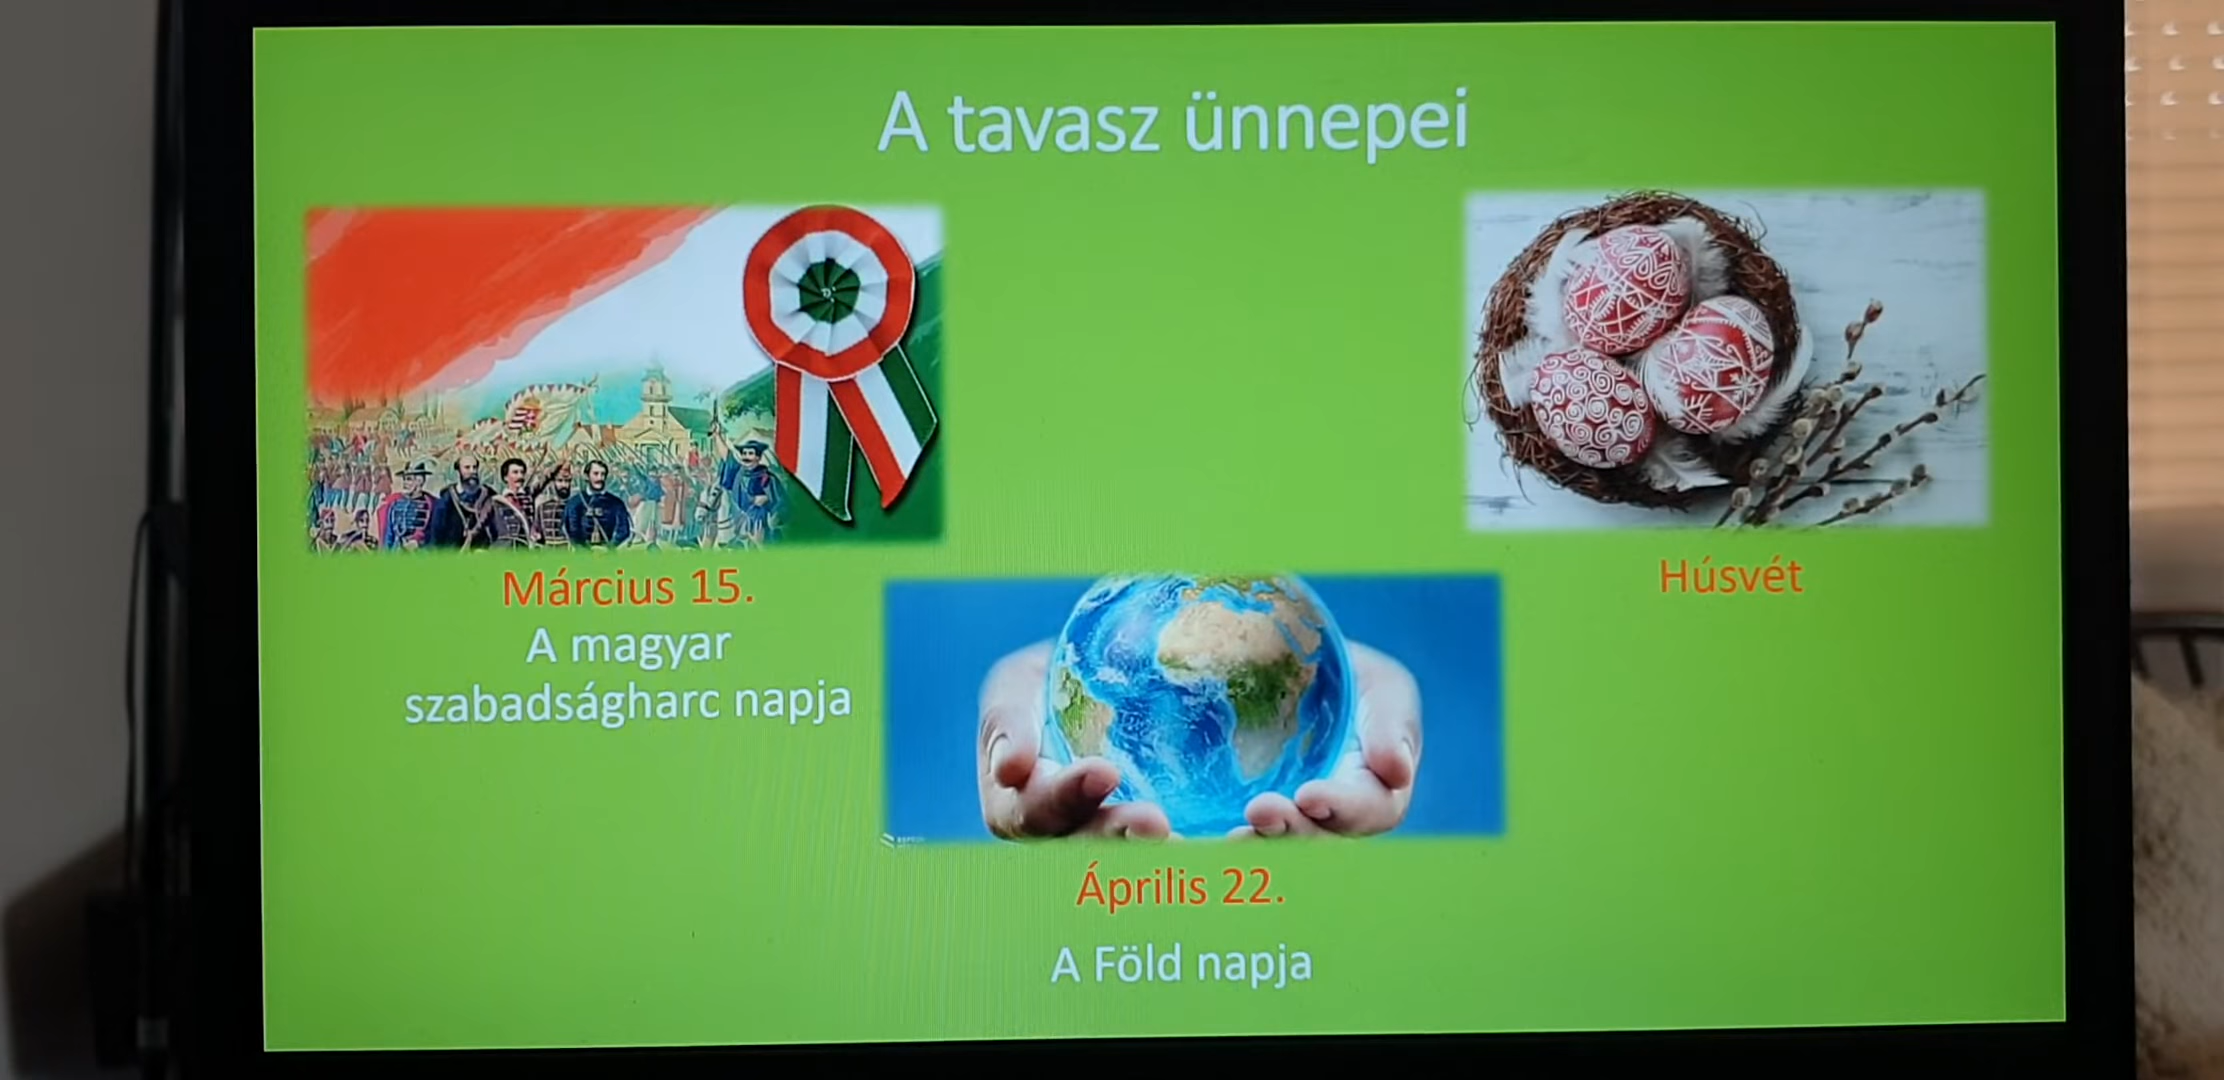 A tavasz ünnepei
Március 15.
A magyar
szabadságharc napja
Húsvét
Április 22.
A Föld napja